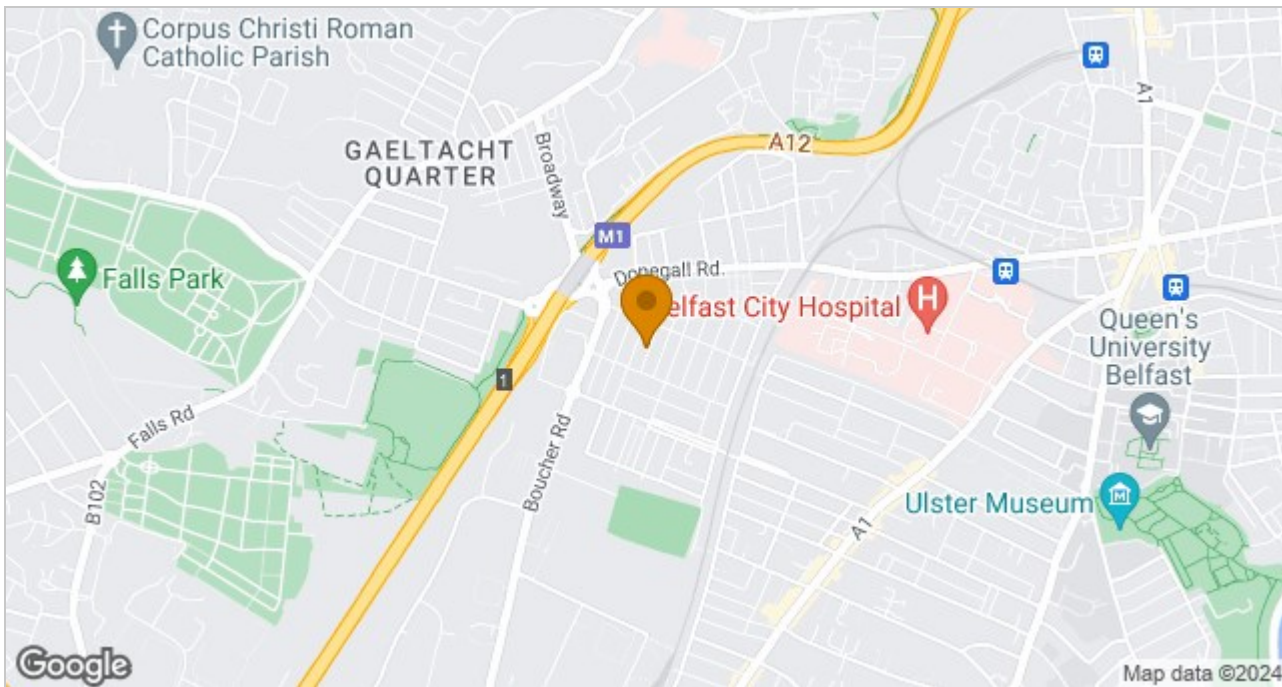 Corpus Christi Roman
Catholic Parish
A1
A12
GAELTACHT
QUARTER
Broadway
M1
Donegall Rd.
Falls Park
elfast City Hospital
H
Queen's
University
Belfast
1
Falls Rd
Boucher Rd
B102
Ulster Museum
A1
Google
Map data ©2024